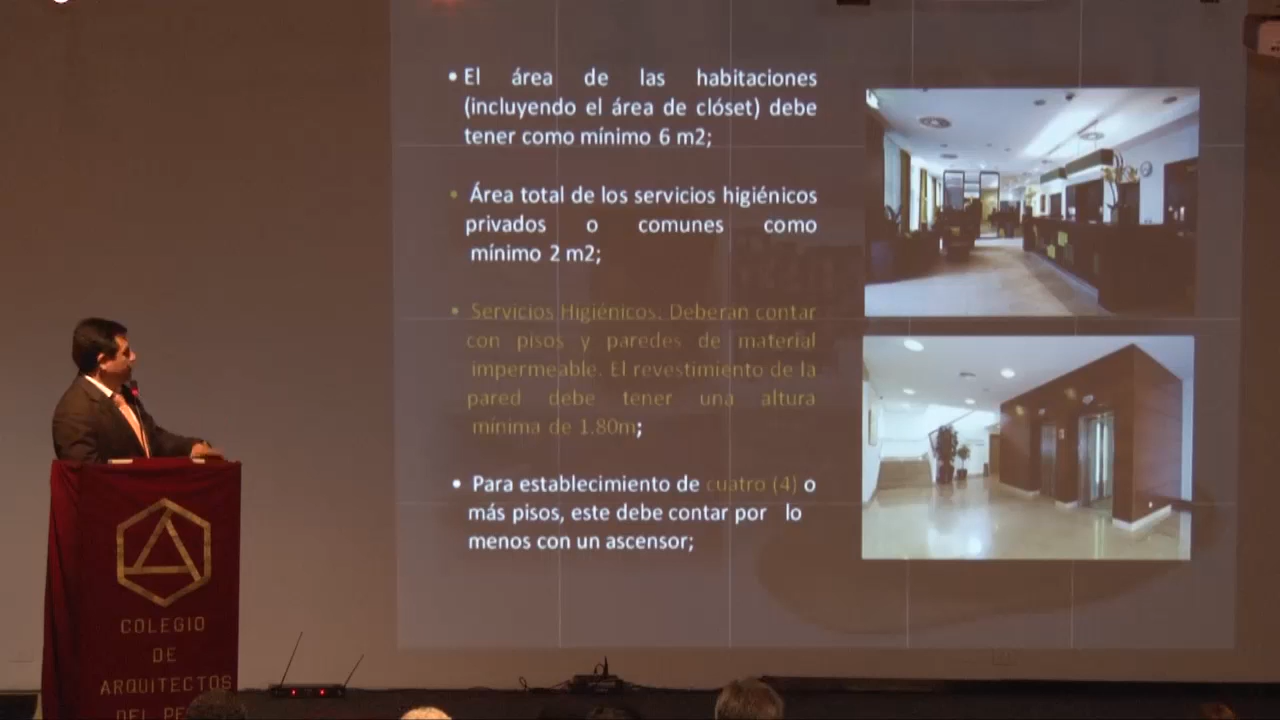 • El área de las habitaciones
(incluyendo el área de clóset) debe
tener como mínimo 6 m2;
• Área total de los servicios higiénicos
privados o comunes como
mínimo 2 m2;
• Servicios Higiénicos. Deberán contar
con pisos y paredes de material
impermeable. El revestimiento de la
pared debe tener una altura
mínima de 1.80m;
• Para establecimiento de cuatro (4) o
más pisos, este debe contar por lo
menos con un ascensor;
COLEGIO
DE
ARQUITECTOS
DEL